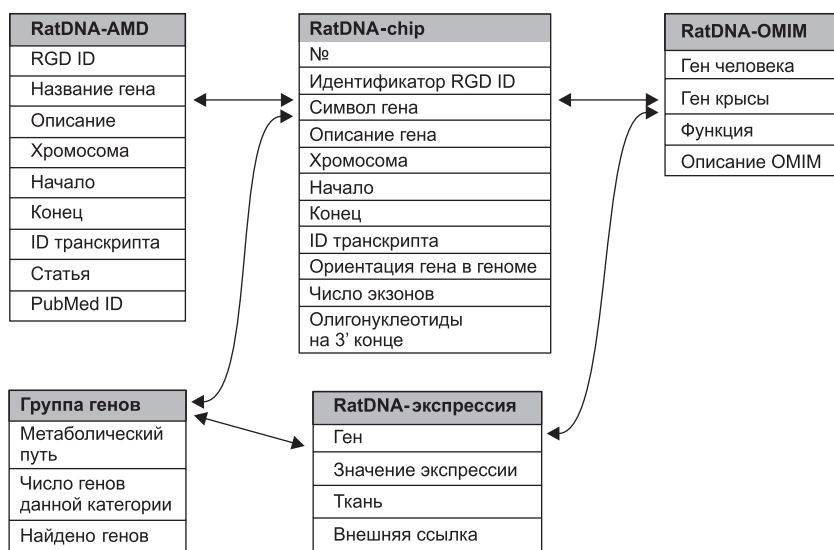 RatDNA-AMD
RGD ID
Название гена
Описание
Хромосома
Начало
Конец
ID транскрипта
Статья
PubMed ID
RatDNA-chip
№
Идентификатор RGD ID
Символ гена
Описание гена
Хромосома
Начало
Конец
ID транскрипта
Ориентация гена в геноме
Число экзонов
Олигонуклеотиды
на 3’ конце
RatDNA-OMIM
Ген человека
Ген крысы
Функция
Описание OMIM
Группа генов
Метаболический
путь
Число генов
данной категории
Найдено генов
RatDNA-экспрессия
Ген
Значение экспрессии
Ткань
Внешняя ссылка